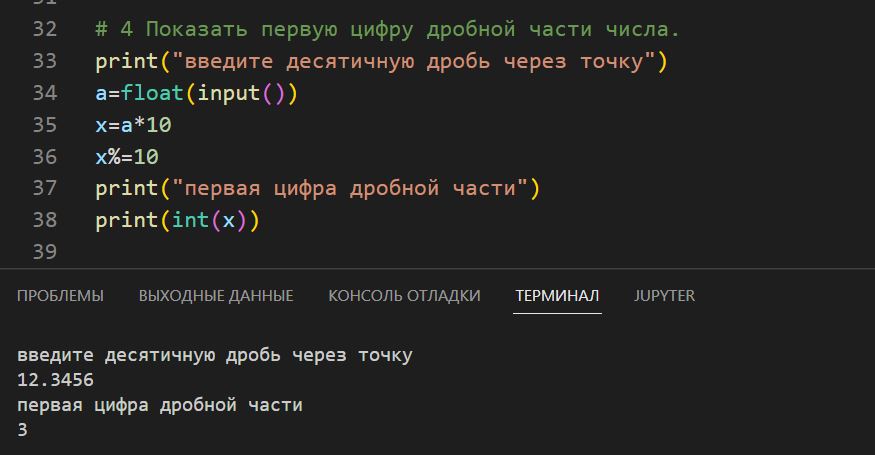 31
32 # 4 Показать первую цифру дробной части числа.
33 print("введите десятичную дробь через точку")
34 a=float(input())
35 x=a*10
36 x%=10
37 print("первая цифра дробной части")
38 print(int(x))
39
ПРОБЛЕМЫ ВЫХОДНЫЕ ДАННЫЕ КОНСОЛЬ ОТЛАДКИ ТЕРМИНАЛ JUPYTER
введите десятичную дробь через точку
12.3456
первая цифра дробной части
3